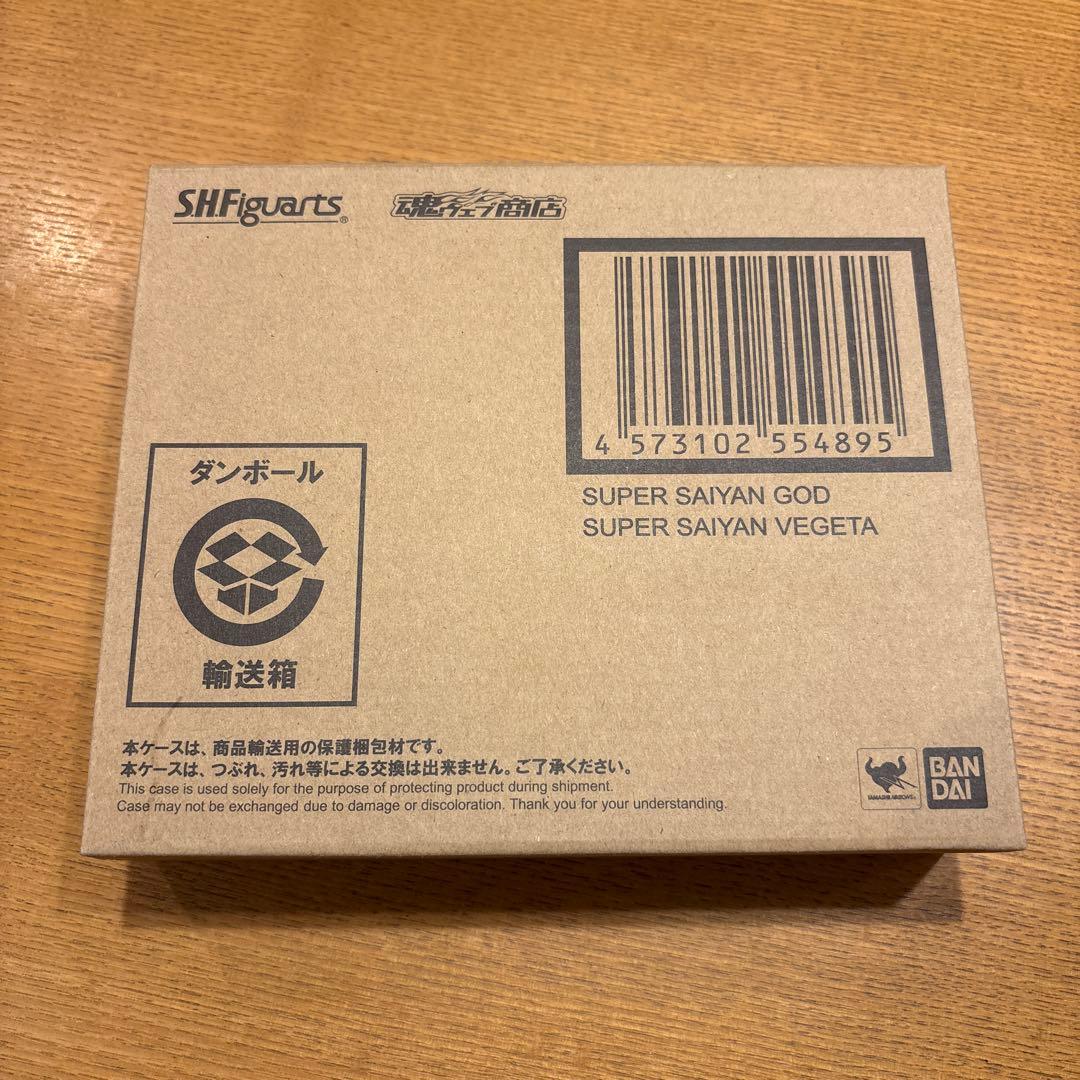 S.H.Figuarts®
魂ウェブ商店
4 573102 554895
SUPER SAIYAN GOD
SUPER SAIYAN VEGETA
ダンボール
輸送箱
本ケースは、商品輸送用の保護梱包材です。
本ケースは、つぶれ、汚れ等による交換は出来ません。ご了承ください。
This case is used solely for the purpose of protecting product during shipment.
Case may not be exchanged due to damage or discoloration. Thank you for your understanding.
TAMASHII NATIONS
BAN
DAI